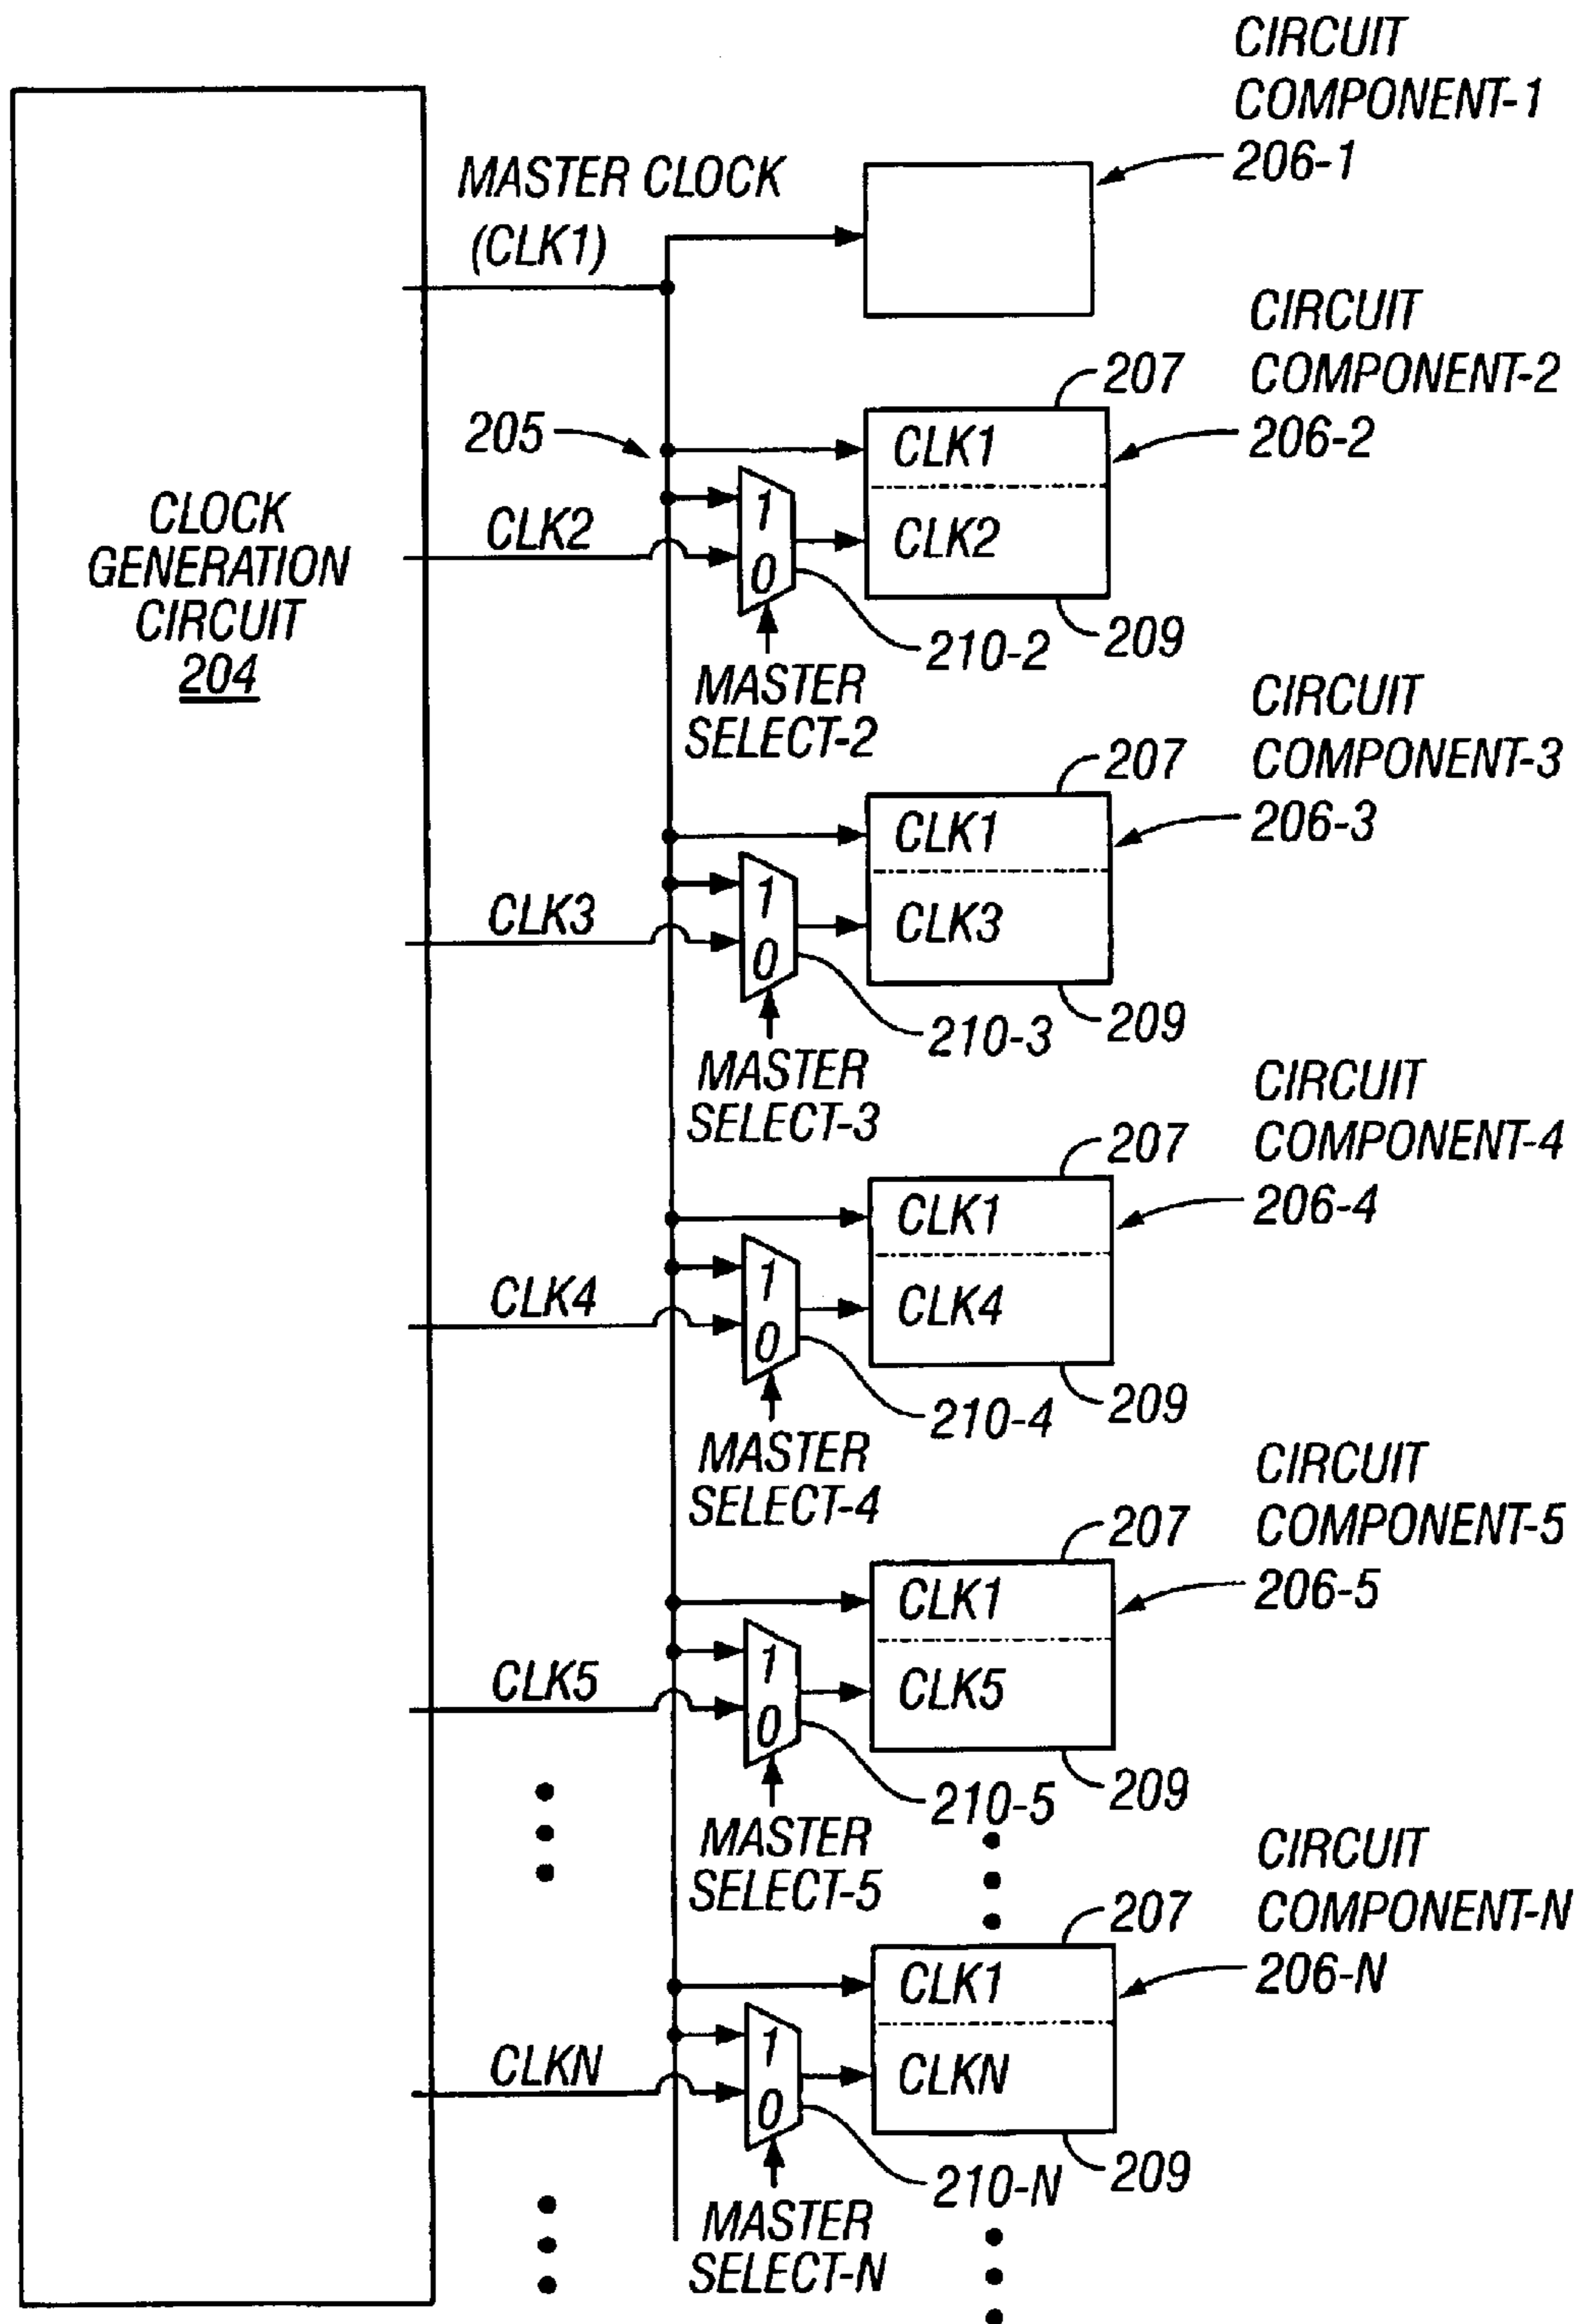 CIRCUIT
COMPONENT-1
206-1
MASTER CLOCK
(CLK1)
CIRCUIT
COMPONENT-2
206-2
207
205
CLK1
CLK2
1
0
CLK2
209
210-2
MASTER
SELECT-2
CLOCK
GENERATION
CIRCUIT
204
CIRCUIT
COMPONENT-3
206-3
207
CLK1
CLK3
1
0
CLK3
209
210-3
MASTER
SELECT-3
CIRCUIT
COMPONENT-4
206-4
207
CLK1
CLK4
1
0
CLK4
209
210-4
MASTER
SELECT-4
CIRCUIT
COMPONENT-5
206-5
207
CLK1
CLK5
1
0
CLK5
209
210-5
MASTER
SELECT-5
CIRCUIT
COMPONENT-N
206-N
207
CLK1
CLKN
1
0
CLKN
209
210-N
MASTER
SELECT-N